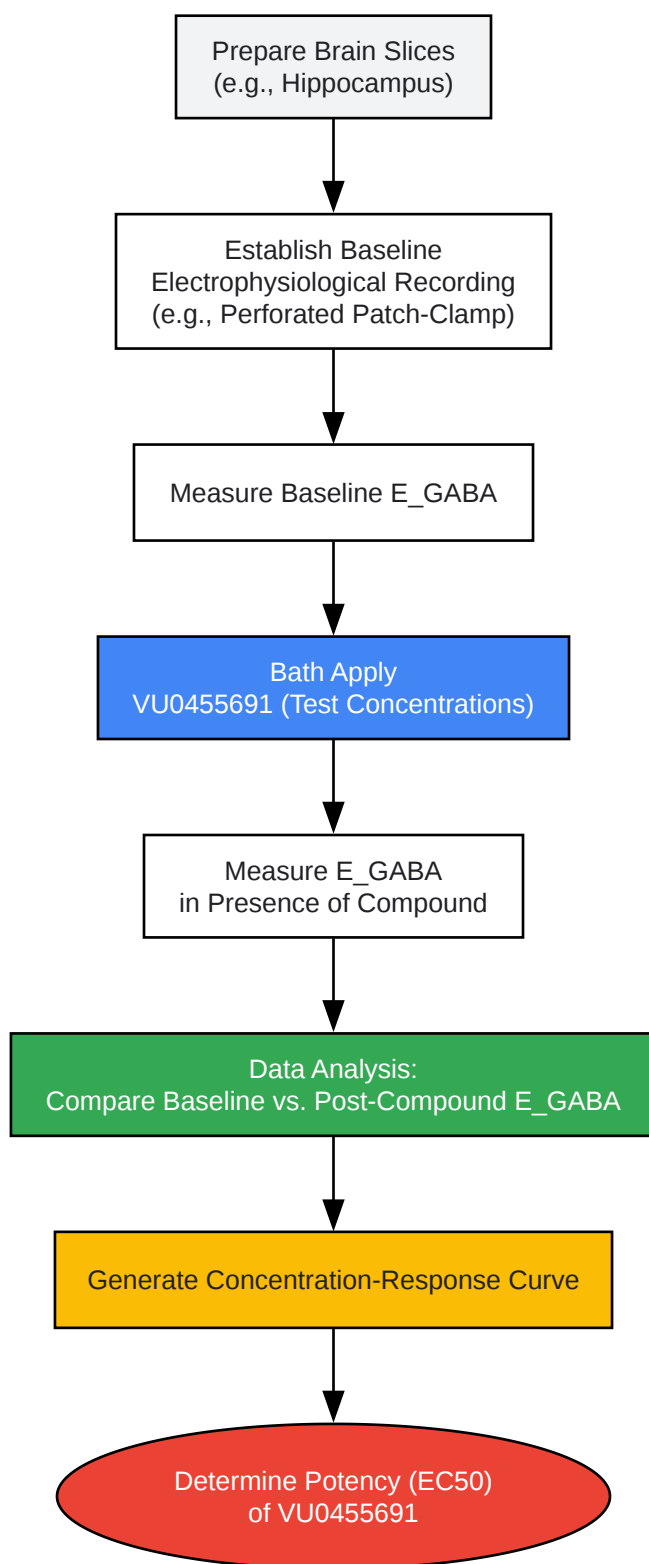 Prepare Brain Slices
(e.g., Hippocampus)
Establish Baseline
Electrophysiological Recording
(e.g., Perforated Patch-Clamp)
Measure Baseline E_GABA
Bath Apply
VU0455691 (Test Concentrations)
Measure E_GABA
in Presence of Compound
Data Analysis:
Compare Baseline vs. Post-Compound E_GABA
Generate Concentration-Response Curve
Determine Potency (EC50)
of VU0455691